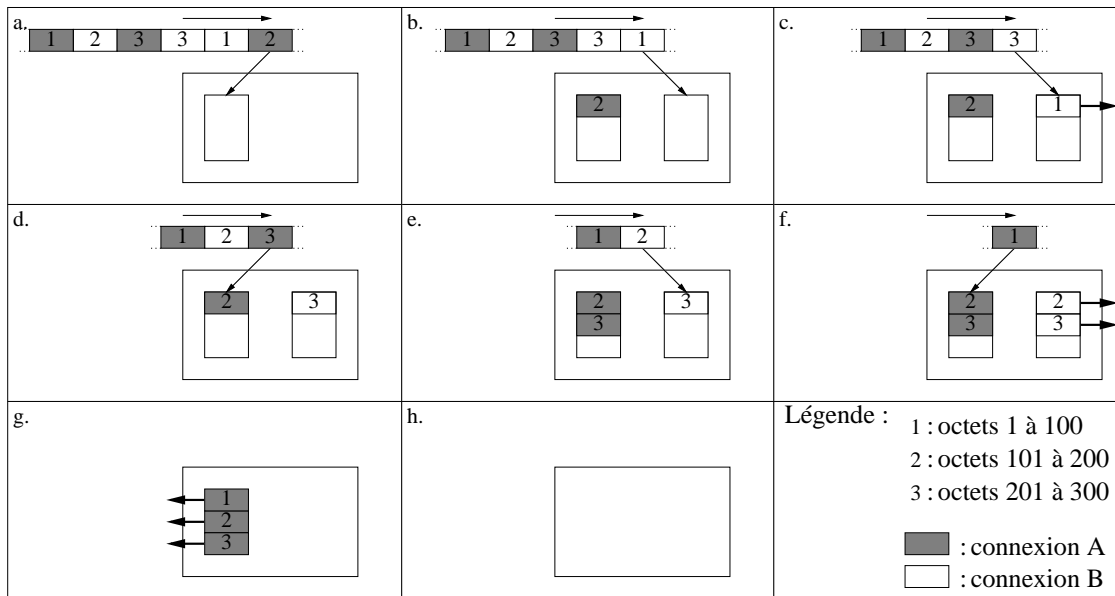 a.
1 2 3 3 1 2
b.
1 2 3 3 1
2
c.
1 2 3 3
2 1
d.
1 2 3
2 3
e.
1 2
2 3
3
f.
1
2 2
3 3
g.
1
2
3
h.
Légende :
1 : octets 1 à 100
2 : octets 101 à 200
3 : octets 201 à 300
: connexion A
: connexion B